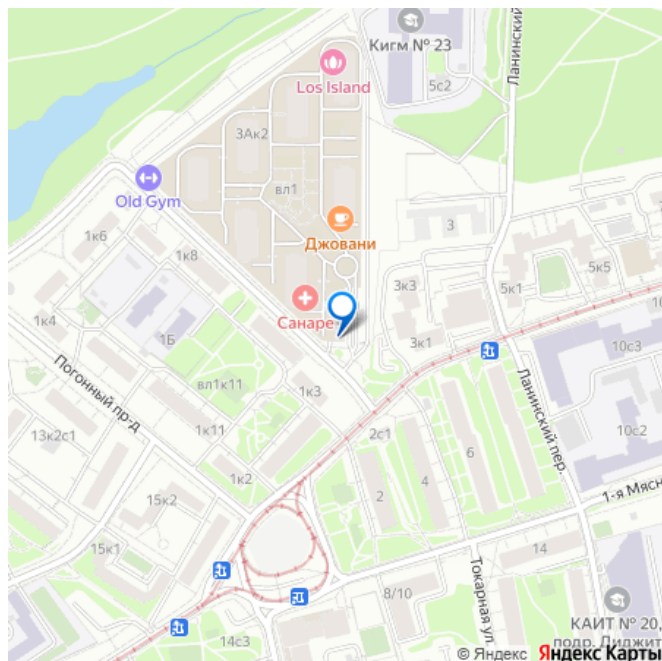 Кигм № 23
5с2
Ланинский
Los Island
3Ак2
вл1
Old Gym
Джовани
3
1к6
1к8
3к3
5к1
5к5
1к4
1Б
Санаре
3к1
10с3
Погонный пр-д
вл1к11
1к3
Ланинский пер.
13к2с1
1к11
2с1
10с2
1к2
6
4
2
1-я Мясн
15к2
15к1
14
Токарная ул.
8/10
14с3
КАИТ № 20,
подр. Диджит
© Яндекс Яндекс Карты